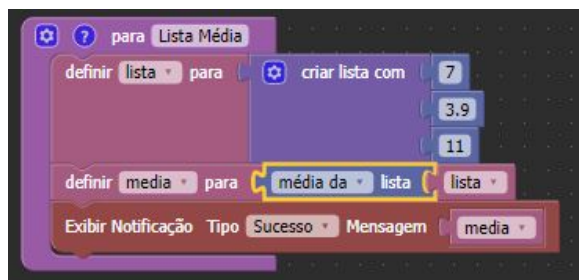 ? para Lista Média
definir lista para criar lista com 7
3.9
11
definir media para média da lista lista
Exibir Notificação Tipo Sucesso Mensagem media